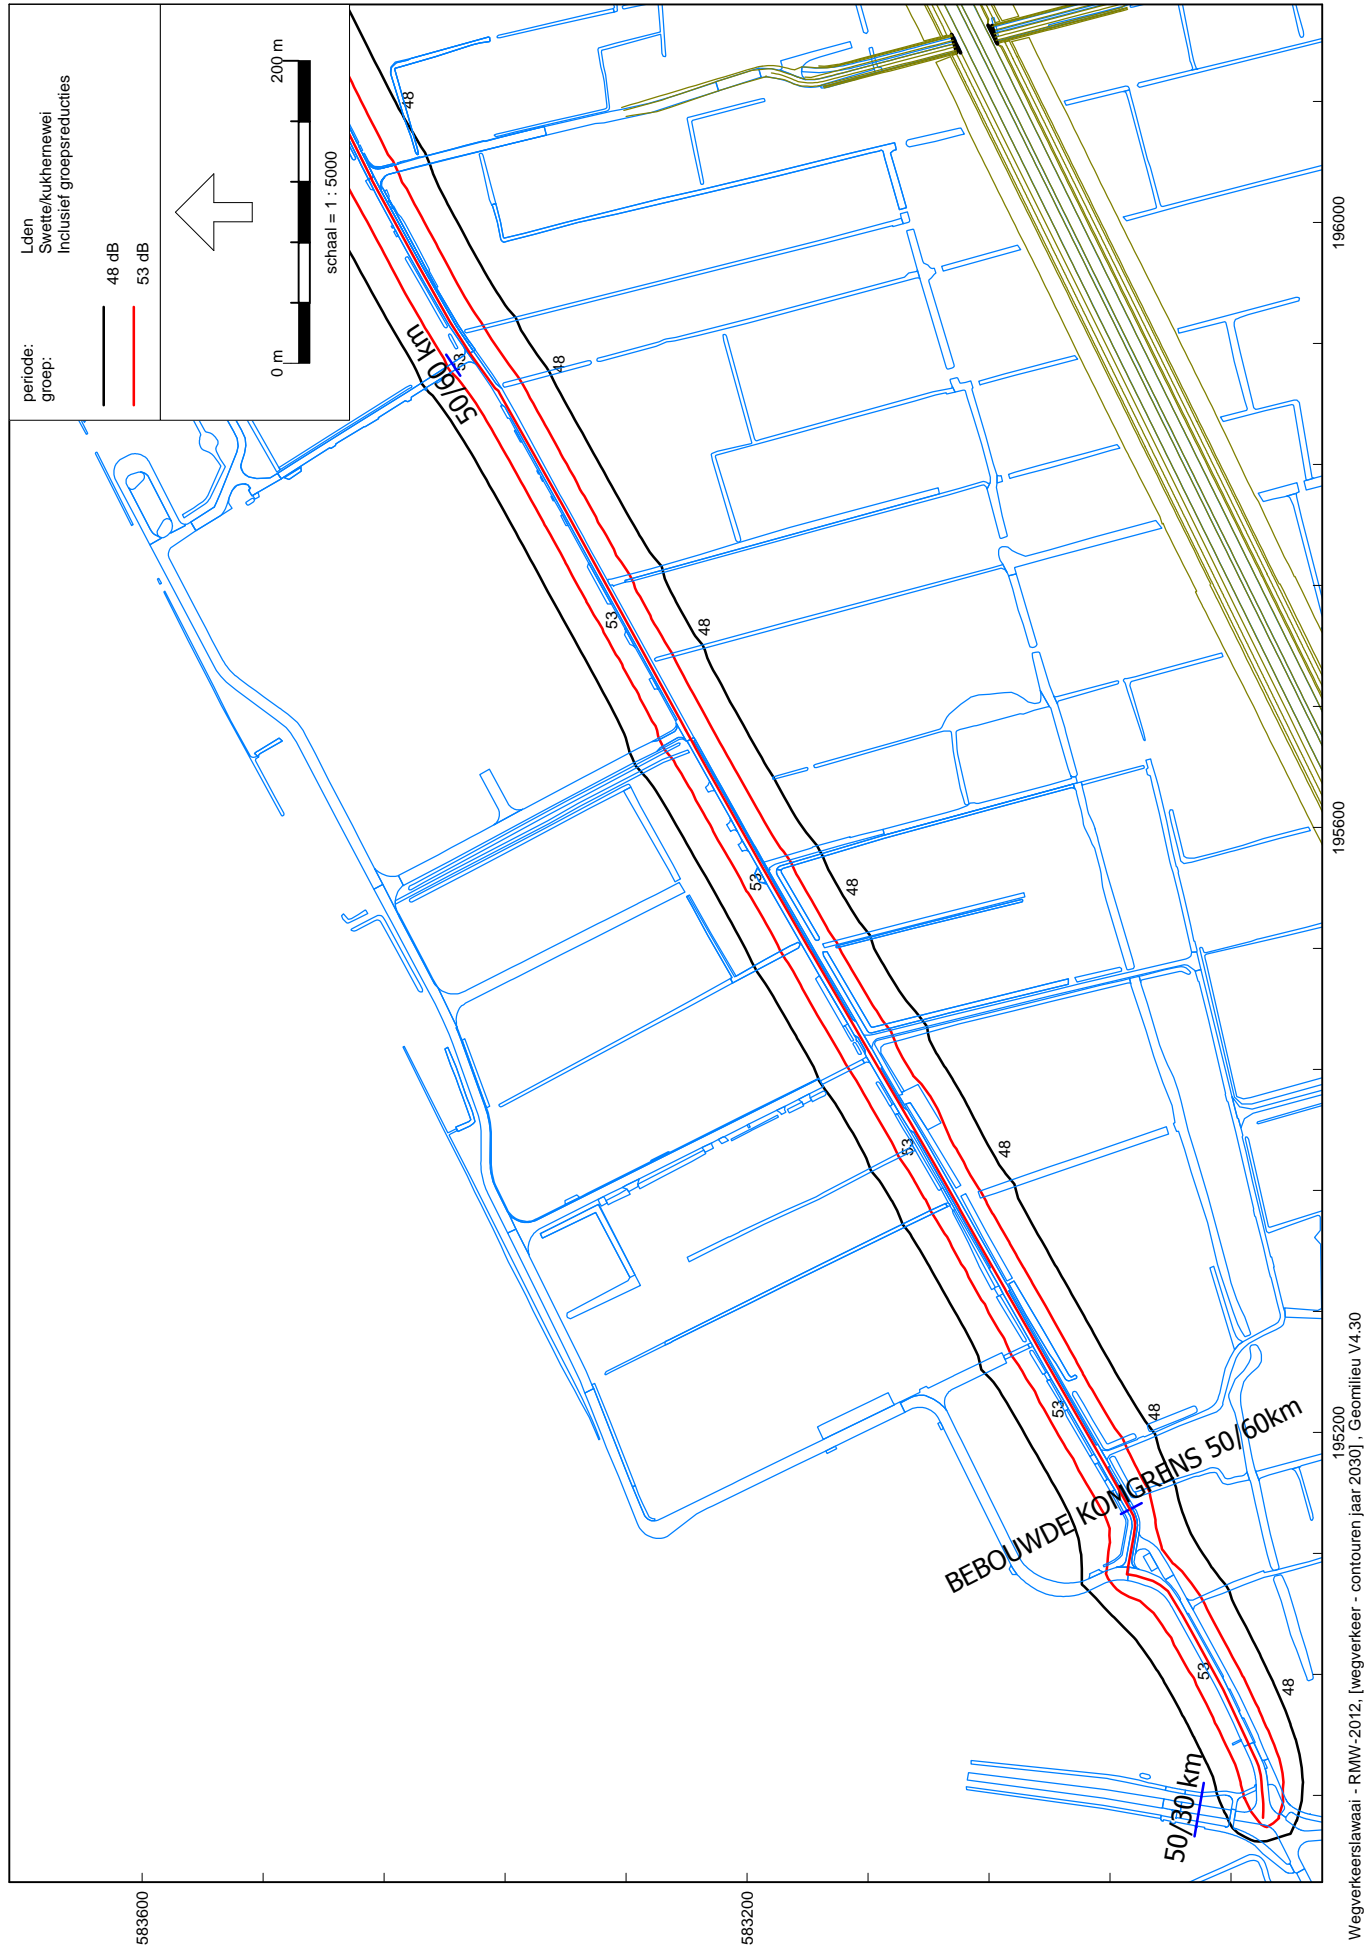 periode: Lden
groep: Swette/kukhernewei
Inclusief groepsreducties
48 dB
53 dB
0 m 200 m
schaal = 1 : 5000
48
50/60 km
53
48
53
48
53
48
53
48
53
48
BEBOUWDE KOMGRENS 50/60km
53
48
50/30 km
583600
583200
195200
195600
196000
Wegverkeerslawaai - RMW-2012, [wegverkeer - contouren jaar 2030] , Geomilieu V4.30